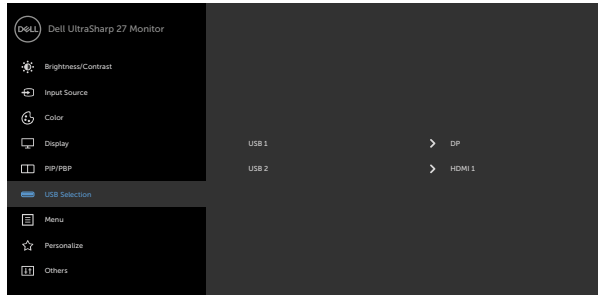 DELL Dell UltraSharp 27 Monitor
Brightness/Contrast
Input Source
Color
Display USB 1 DP
PIP/PBP USB 2 HDMI 1
USB Selection
Menu
Personalize
Others